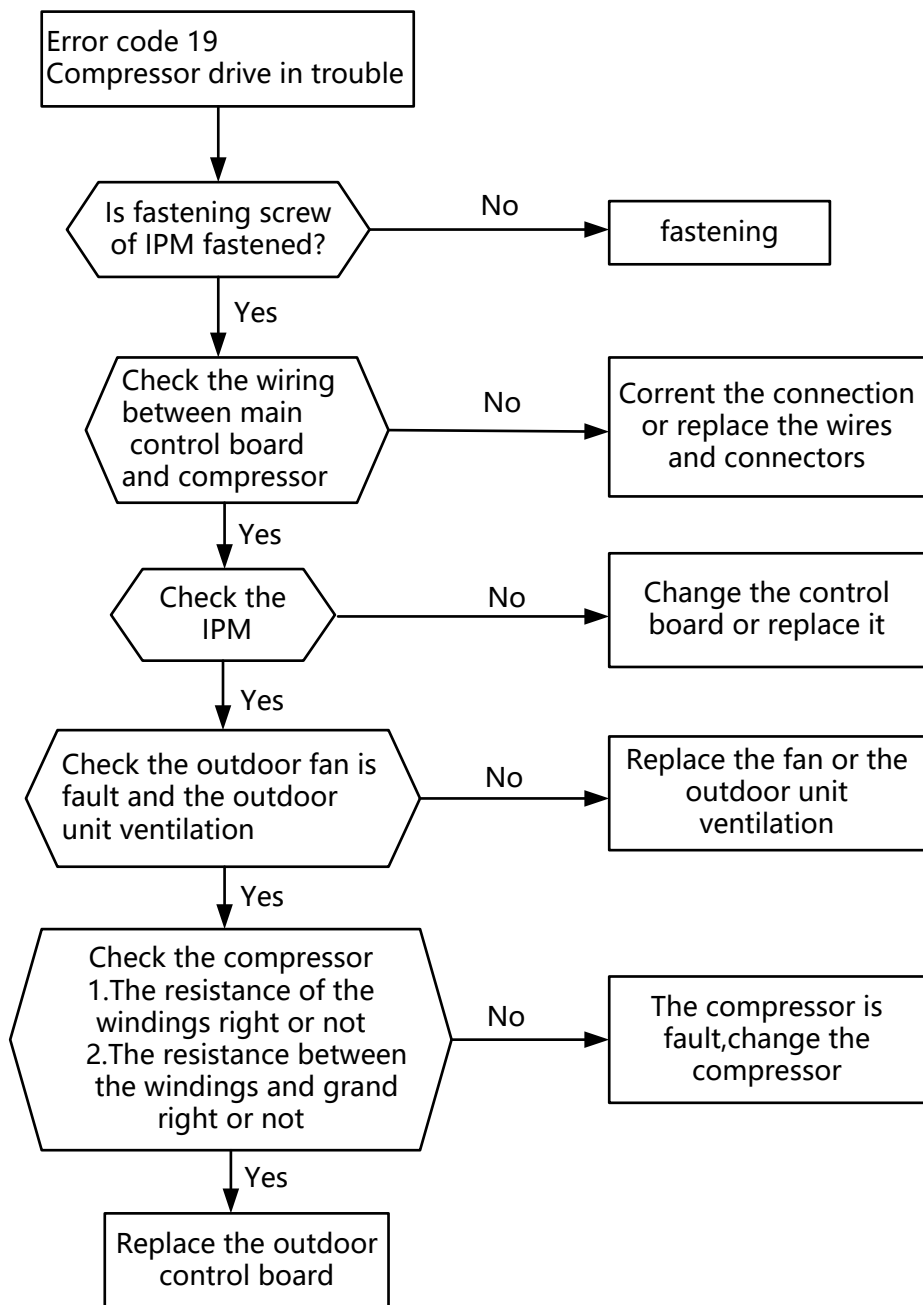 Error code 19
Compressor drive in trouble
Is fastening screw
of IPM fastened?
No
fastening
Yes
Check the wiring
between main
control board
and compressor
No
Corrent the connection
or replace the wires
and connectors
Yes
Check the
IPM
No
Change the control
board or replace it
Yes
Check the outdoor fan is
fault and the outdoor
unit ventilation
No
Replace the fan or the
outdoor unit
ventilation
Yes
Check the compressor
1.The resistance of the
windings right or not
2.The resistance between
the windings and grand
right or not
No
The compressor is
fault,change the
compressor
Yes
Replace the outdoor
control board